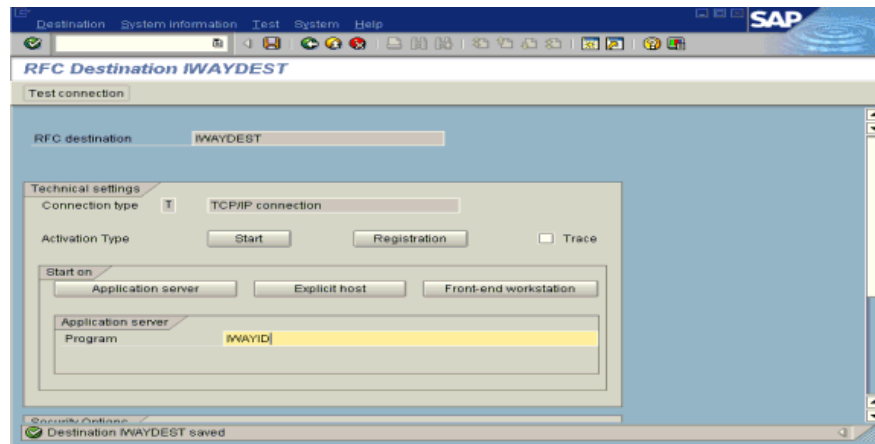 Destination System information Test System Help
SAP
RFC Destination IWAYDEST
Test connection
RFC destination IWAYDEST
Technical settings
Connection type T TCP/IP connection
Activation Type Start Registration Trace
Start on
Application server Explicit host Front-end workstation
Application server
Program IWAYID
Security Options
Destination IWAYDEST saved